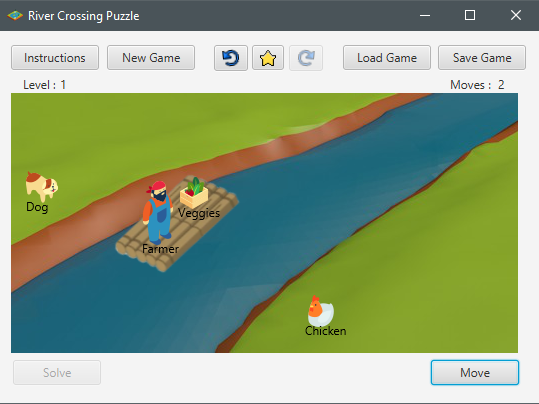 River Crossing Puzzle
Instructions
New Game
Load Game
Save Game
Level : 1
Moves : 2
Dog
Veggies
Farmer
Chicken
Solve
Move